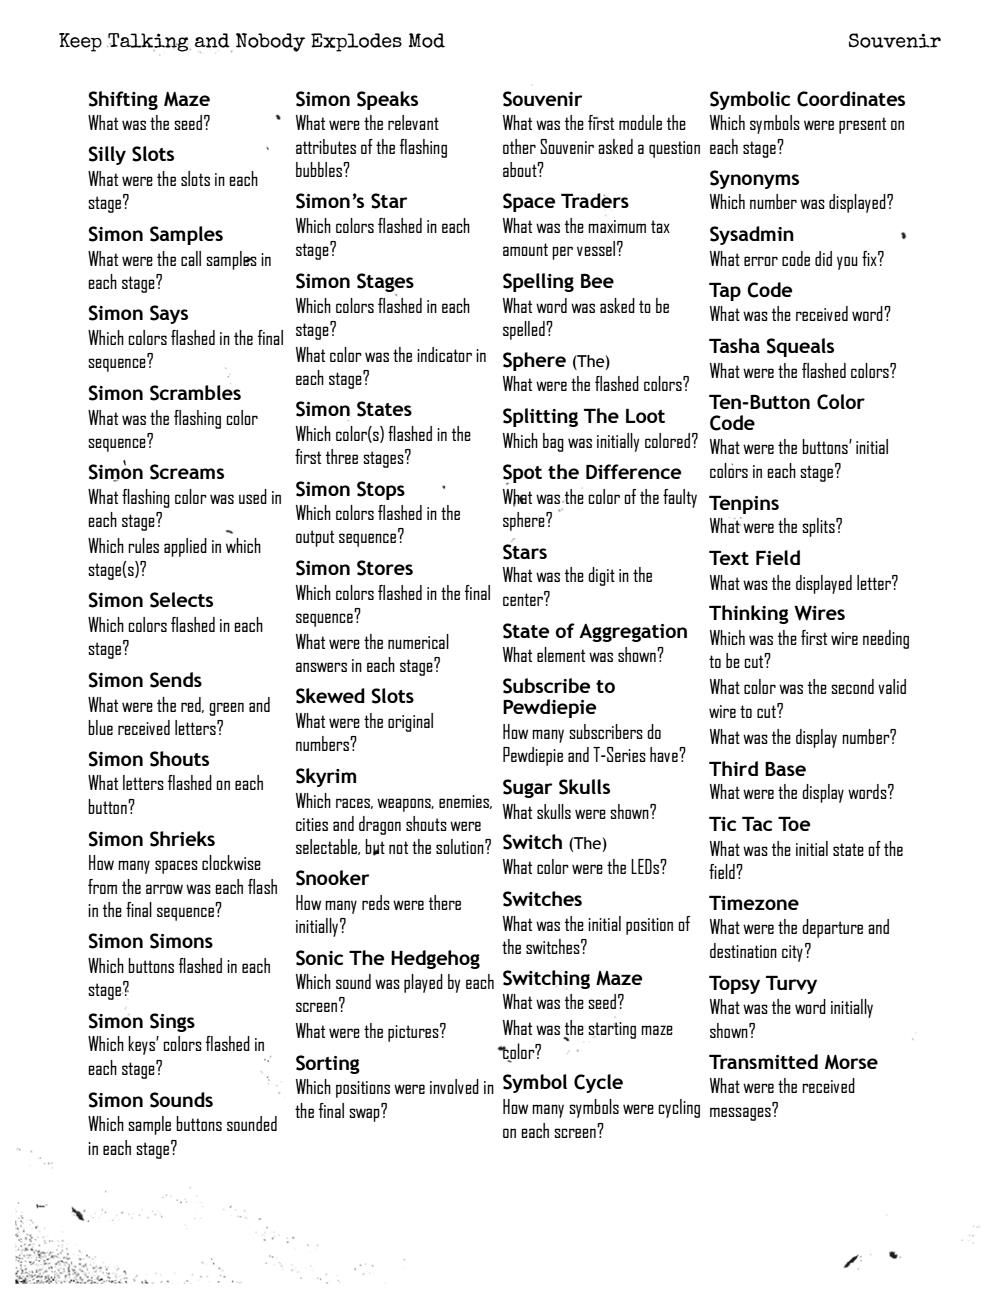 Keep Talking and Nobody Explodes Mod
Souvenir
Shifting Maze
What was the seed?
Silly Slots
What were the slots in each
stage?
Simon Samples
What were the call samples in
each stage?
Simon Says
Which colors flashed in the final
sequence?
Simon Scrambles
What was the flashing color
sequence?
Simon Screams
What flashing color was used in
each stage?
Which rules applied in which
stage(s)?
Simon Selects
Which colors flashed in each
stage?
Simon Sends
What were the red, green and
blue received letters?
Simon Shouts
What letters flashed on each
button?
Simon Shrieks
How many spaces clockwise
from the arrow was each flash
in the final sequence?
Simon Simons
Which buttons flashed in each
stage?
Simon Sings
Which keys’ colors flashed in
each stage?
Simon Sounds
Which sample buttons sounded
in each stage?
Simon Speaks
What were the relevant
attributes of the flashing
bubbles?
Simon’s Star
Which colors flashed in each
stage?
Simon Stages
Which colors flashed in each
stage?
What color was the indicator in
each stage?
Simon States
Which color(s) flashed in the
first three stages?
Simon Stops
Which colors flashed in the
output sequence?
Simon Stores
Which colors flashed in the final
sequence?
What were the numerical
answers in each stage?
Skewed Slots
What were the original
numbers?
Skyrim
Which races, weapons, enemies,
cities and dragon shouts were
selectable, but not the solution?
Snooker
How many reds were there
initially?
Sonic The Hedgehog
Which sound was played by each
screen?
What were the pictures?
Sorting
Which positions were involved in
the final swap?
Souvenir
What was the first module the
other Souvenir asked a question
about?
Space Traders
What was the maximum tax
amount per vessel?
Spelling Bee
What word was asked to be
spelled?
Sphere (The)
What were the flashed colors?
Splitting The Loot
Which bag was initially colored?
Spot the Difference
What was the color of the faulty
sphere?
Stars
What was the digit in the
center?
State of Aggregation
What element was shown?
Subscribe to
Pewdiepie
How many subscribers do
Pewdiepie and T-Series have?
Sugar Skulls
What skulls were shown?
Switch (The)
What color were the LEDs?
Switches
What was the initial position of
the switches?
Switching Maze
What was the seed?
What was the starting maze
color?
Symbol Cycle
How many symbols were cycling
on each screen?
Symbolic Coordinates
Which symbols were present on
each stage?
Synonyms
Which number was displayed?
Sysadmin
What error code did you fix?
Tap Code
What was the received word?
Tasha Squeals
What were the flashed colors?
Ten-Button Color
Code
What were the buttons’ initial
colors in each stage?
Tenpins
What were the splits?
Text Field
What was the displayed letter?
Thinking Wires
Which was the first wire needing
to be cut?
What color was the second valid
wire to cut?
What was the display number?
Third Base
What were the display words?
Tic Tac Toe
What was the initial state of the
field?
Timezone
What were the departure and
destination city?
Topsy Turvy
What was the word initially
shown?
Transmitted Morse
What were the received
messages?